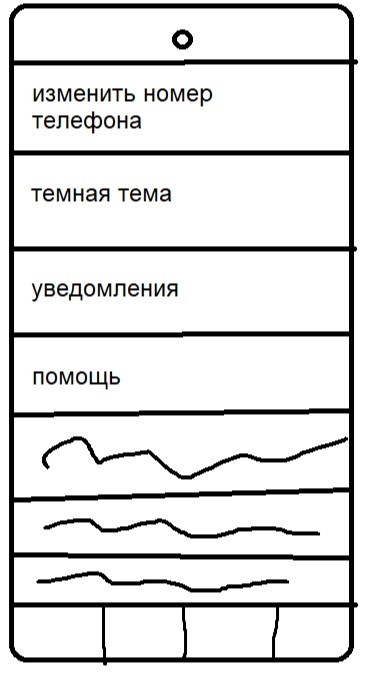 изменить номер
телефона
темная тема
уведомления
помощь